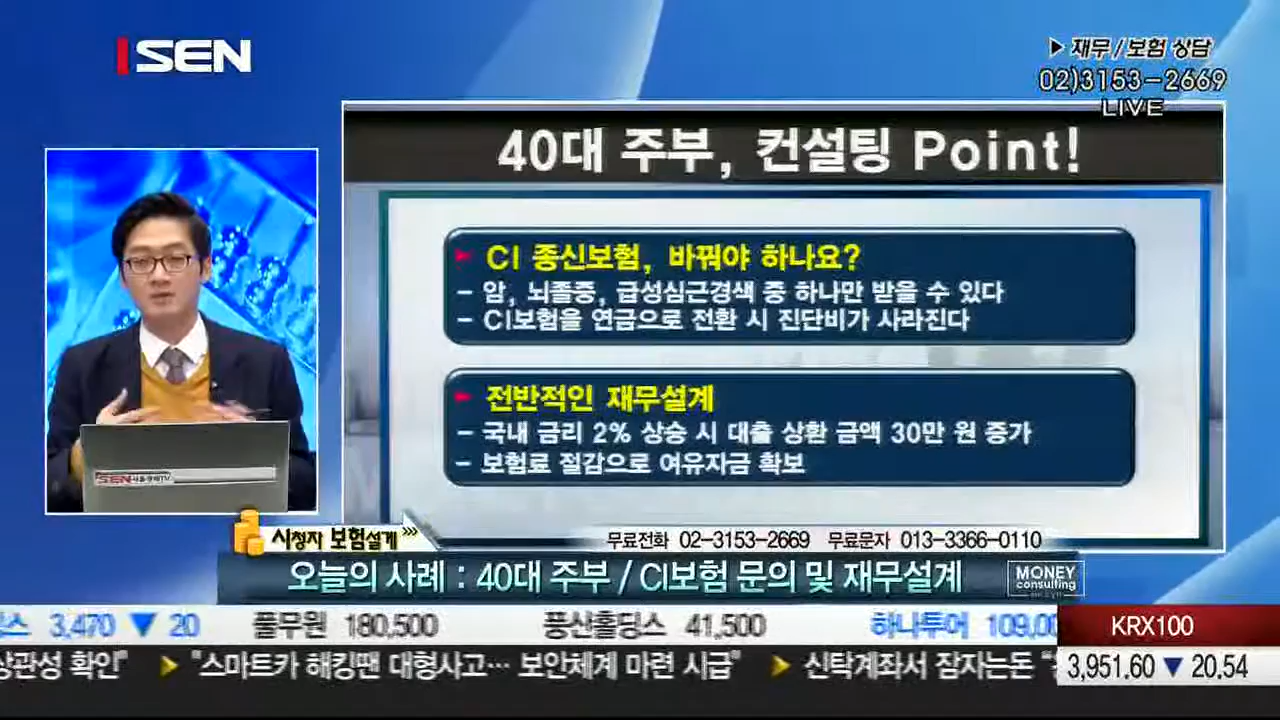 SEN
▶ 재무/보험 상담
02)3153-2669
LIVE
40대 주부, 컨설팅 Point!
CI 종신보험, 바꿔야 하나요?
- 암, 뇌졸중, 급성심근경색 중 하나만 받을 수 있다
- CI보험을 연금으로 전환 시 진단비가 사라진다
전반적인 재무설계
- 국내 금리 2% 상승 시 대출 상환 금액 30만 원 증가
- 보험료 절감으로 여유자금 확보
SEN 서울경제TV
시청자 보험설계
무료전화 02-3153-2669 무료문자 013-3366-0110
오늘의 사례 : 40대 주부 / CI보험 문의 및 재무설계
MONEY
consulting
3,470 ▼ 20 풀무원 180,500 풍산홀딩스 41,500 하나투어 109,00
KRX100
상관성 확인" ▶ "스마트카 해킹땐 대형사고… 보안체계 마련 시급" ▶ 신탁계좌서 잠자는돈
3,951.60 ▼ 20,54